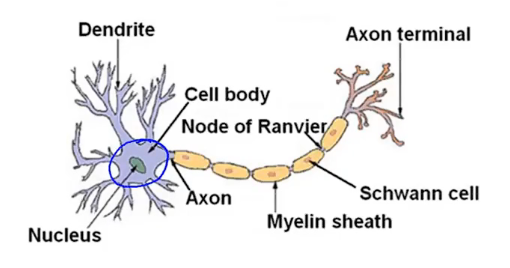 Dendrite
Axon terminal
Cell body
Node of Ranvier
Axon
Schwann cell
Myelin sheath
Nucleus